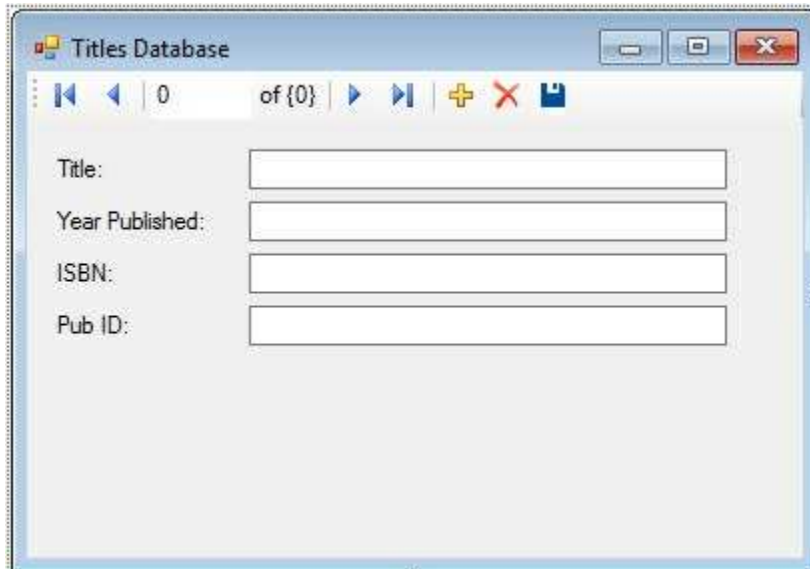 Titles Database
0 of {0}
Title:
Year Published:
ISBN:
Pub ID: